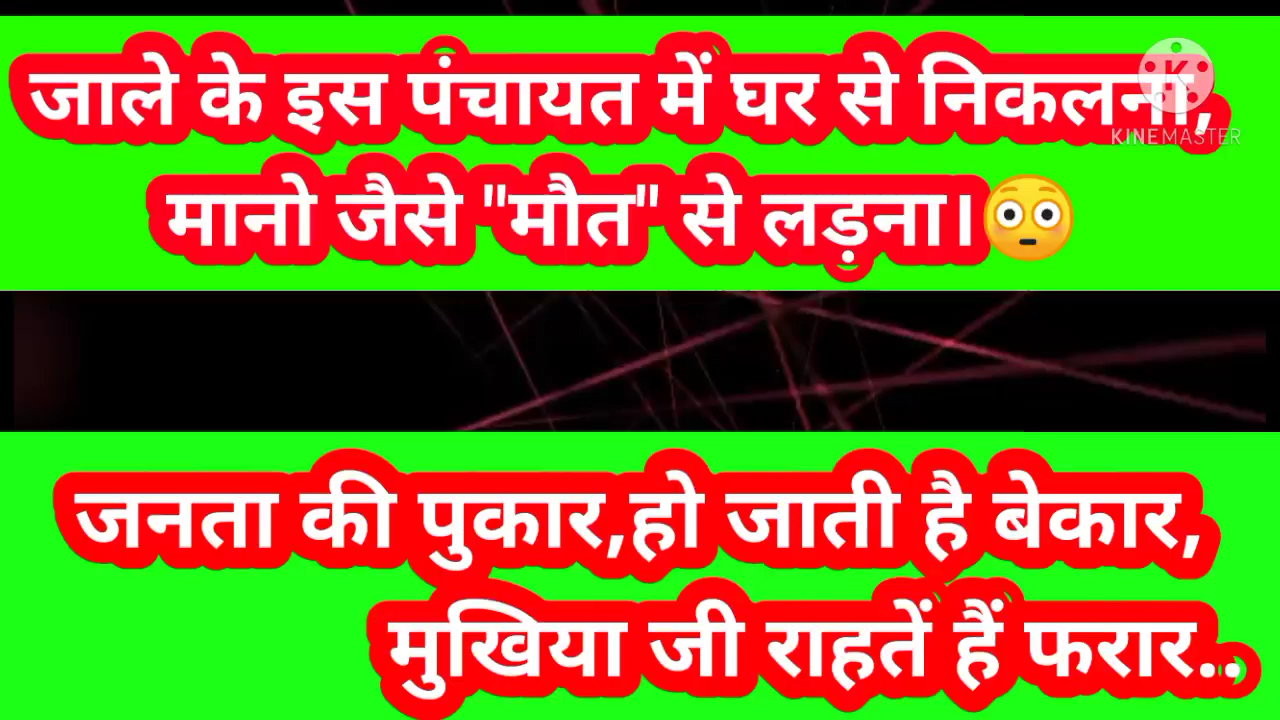 जाले के इस पंचायत में घर से निकलना,
KINEMASTER
मानो जैसे "मौत" से लड़ना।😳
जनता की पुकार,हो जाती है बेकार,
मुखिया जी राहतें हैं फरार..,